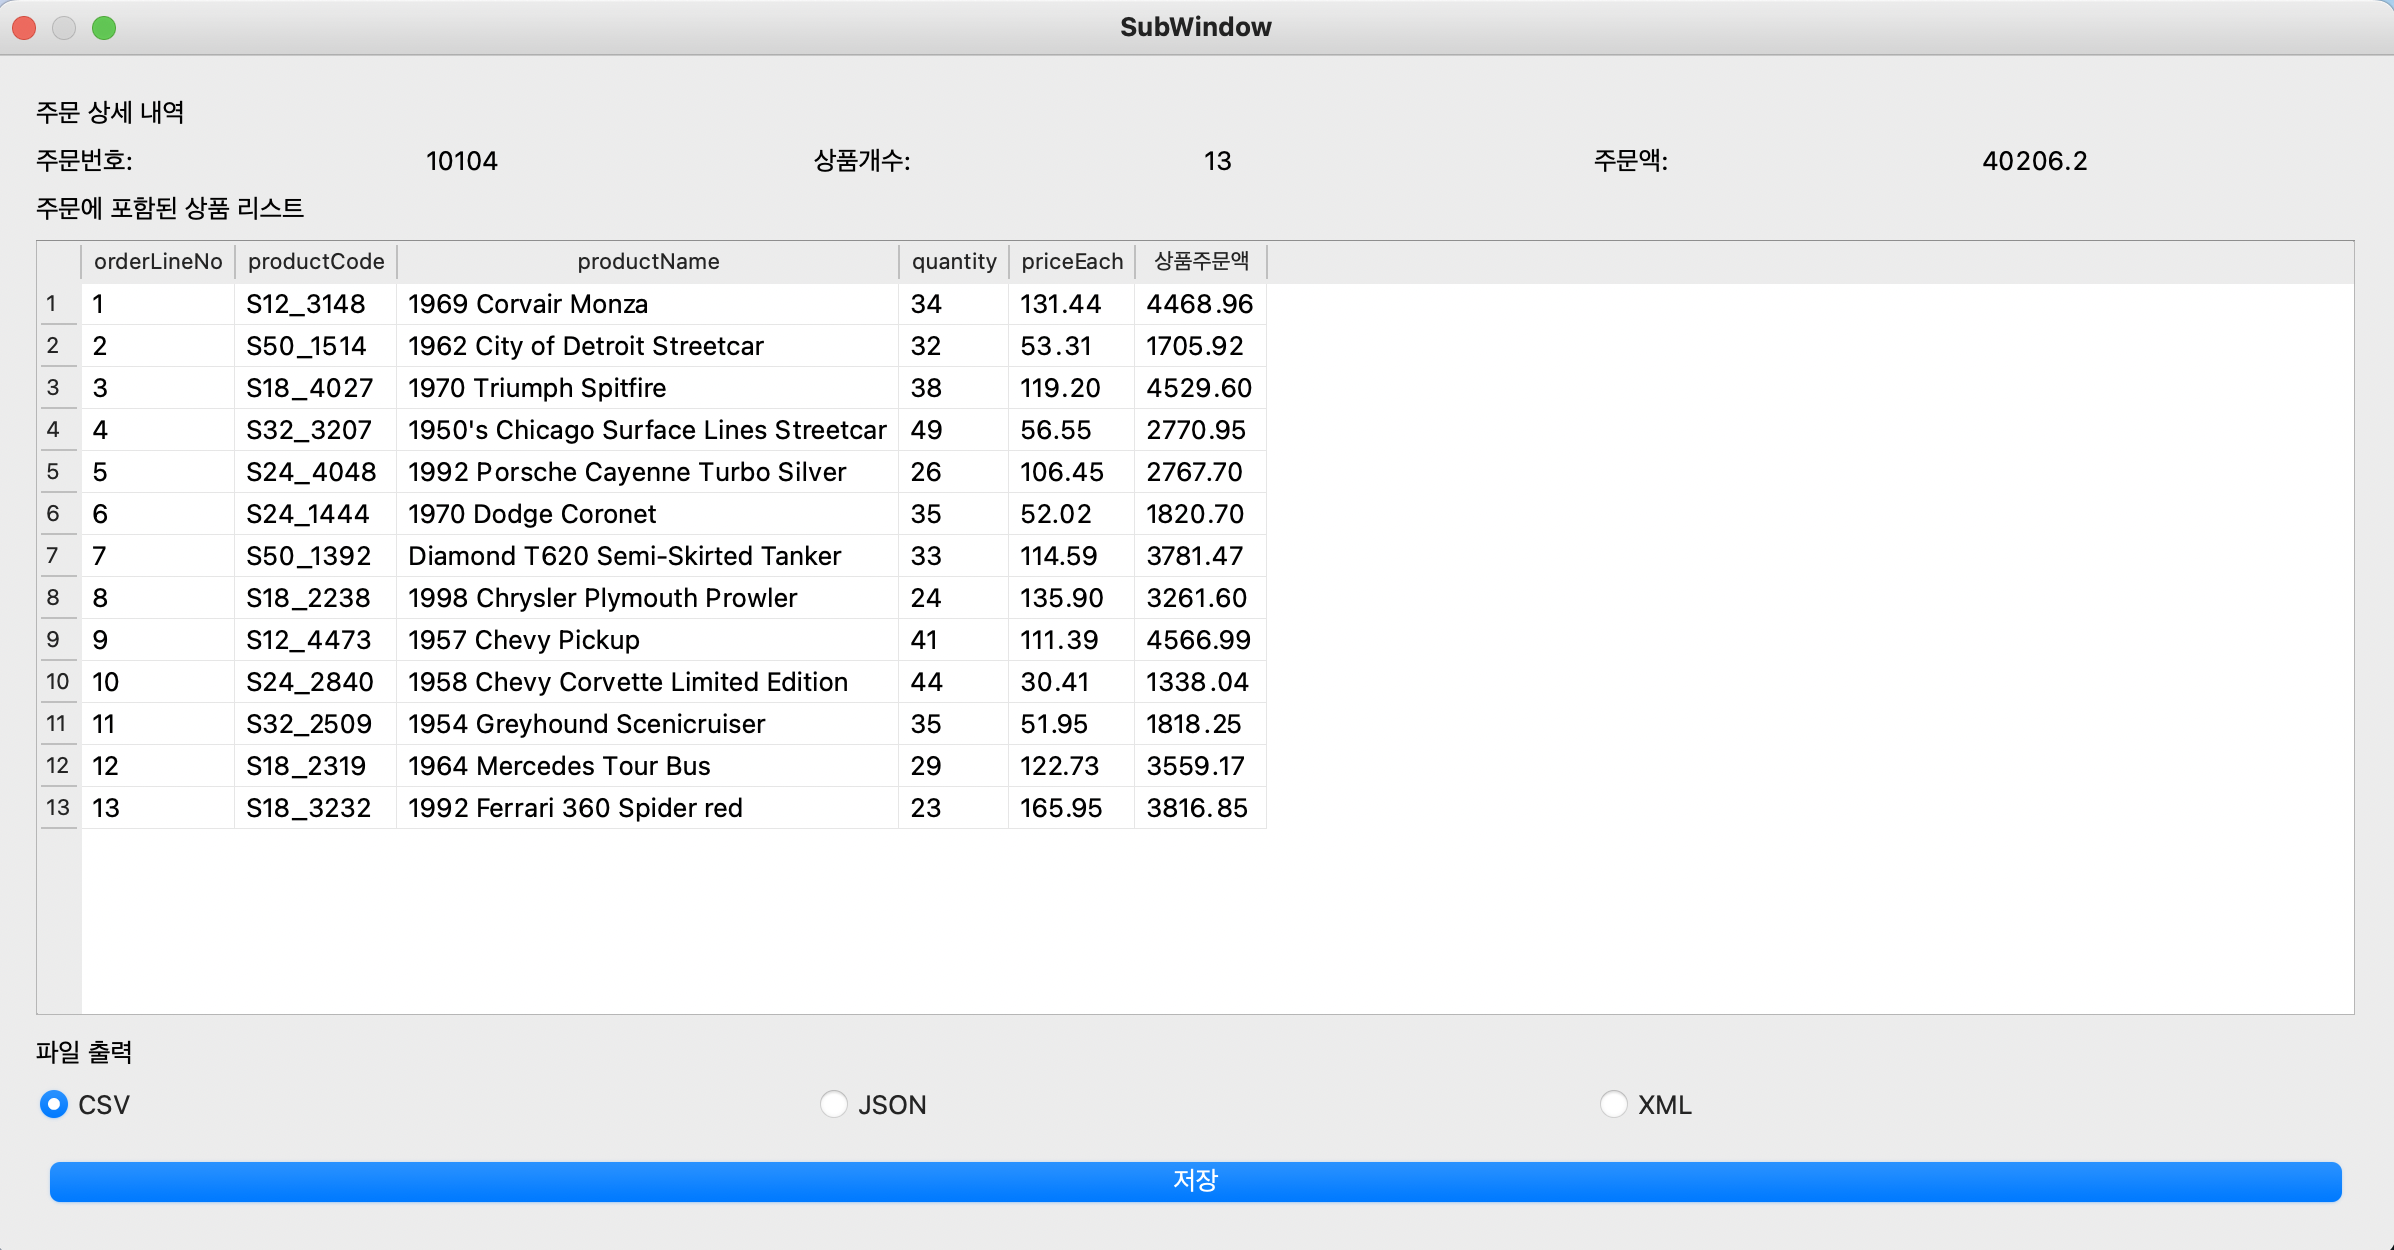 SubWindow
주문 상세 내역
주문번호: 10104 상품개수: 13 주문액: 40206.2
주문에 포함된 상품 리스트
orderLineNo productCode productName quantity priceEach 상품주문액
1 1 S12_3148 1969 Corvair Monza 34 131.44 4468.96
2 2 S50_1514 1962 City of Detroit Streetcar 32 53.31 1705.92
3 3 S18_4027 1970 Triumph Spitfire 38 119.20 4529.60
4 4 S32_3207 1950's Chicago Surface Lines Streetcar 49 56.55 2770.95
5 5 S24_4048 1992 Porsche Cayenne Turbo Silver 26 106.45 2767.70
6 6 S24_1444 1970 Dodge Coronet 35 52.02 1820.70
7 7 S50_1392 Diamond T620 Semi-Skirted Tanker 33 114.59 3781.47
8 8 S18_2238 1998 Chrysler Plymouth Prowler 24 135.90 3261.60
9 9 S12_4473 1957 Chevy Pickup 41 111.39 4566.99
10 10 S24_2840 1958 Chevy Corvette Limited Edition 44 30.41 1338.04
11 11 S32_2509 1954 Greyhound Scenicruiser 35 51.95 1818.25
12 12 S18_2319 1964 Mercedes Tour Bus 29 122.73 3559.17
13 13 S18_3232 1992 Ferrari 360 Spider red 23 165.95 3816.85
파일 출력
CSV JSON XML
저장